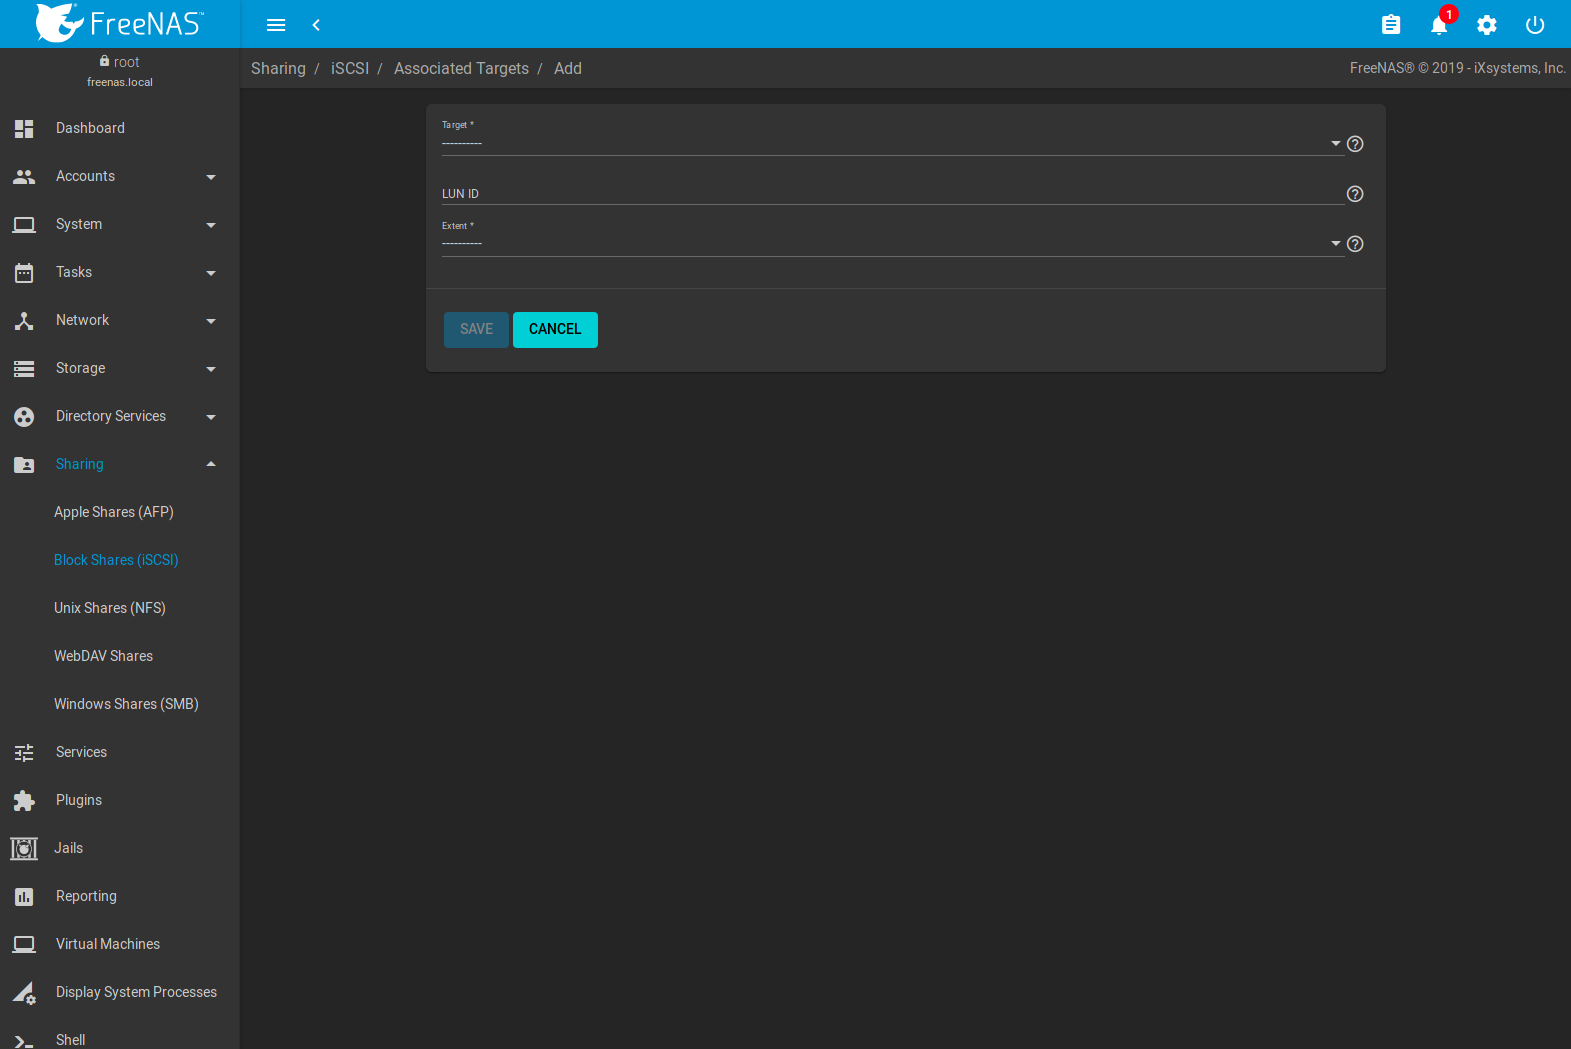 FreeNAS™
1
root
freenas.local
Sharing / iSCSI / Associated Targets / Add
FreeNAS® © 2019 - iXsystems, Inc.
Dashboard
Accounts
System
Tasks
Network
Storage
Directory Services
Sharing
Apple Shares (AFP)
Block Shares (iSCSI)
Unix Shares (NFS)
WebDAV Shares
Windows Shares (SMB)
Services
Plugins
Jails
Reporting
Virtual Machines
Display System Processes
Shell
Target *
----------
LUN ID
Extent *
----------
SAVE
CANCEL